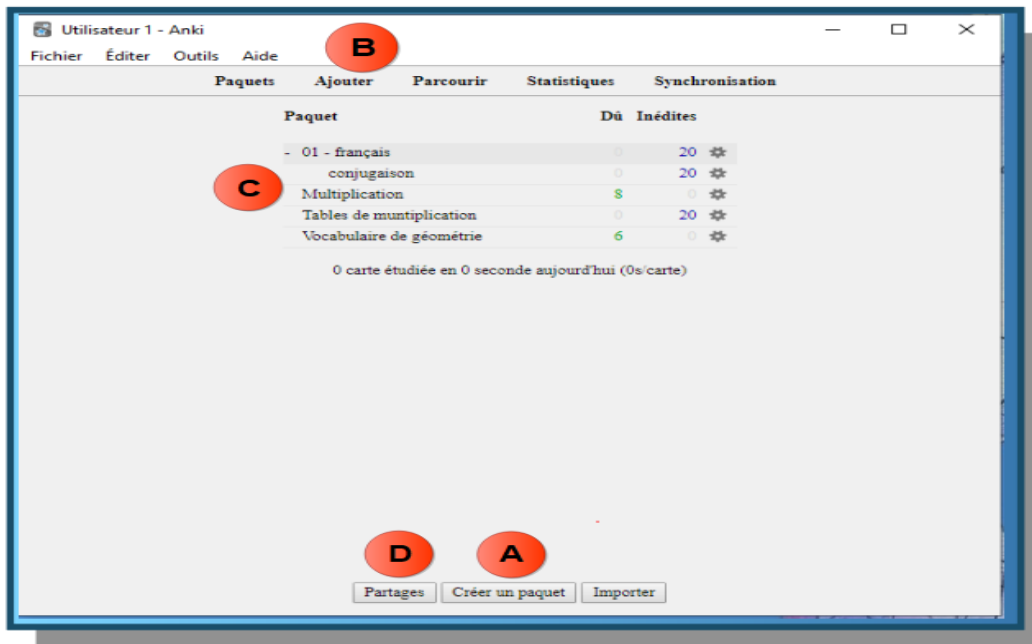 Utilisateur 1 - Anki
Fichier Éditer Outils Aide
B
Paquets Ajouter Parcourir Statistiques Synchronisation
Paquet Dû Inédites
- 01 - français 0 20
conjugaison 0 20
C
Multiplication 8 0
Tables de muntiplication 0 20
Vocabulaire de géométrie 6 0
0 carte étudiée en 0 seconde aujourd'hui (0s/carte)
D A
Partages Créer un paquet Importer